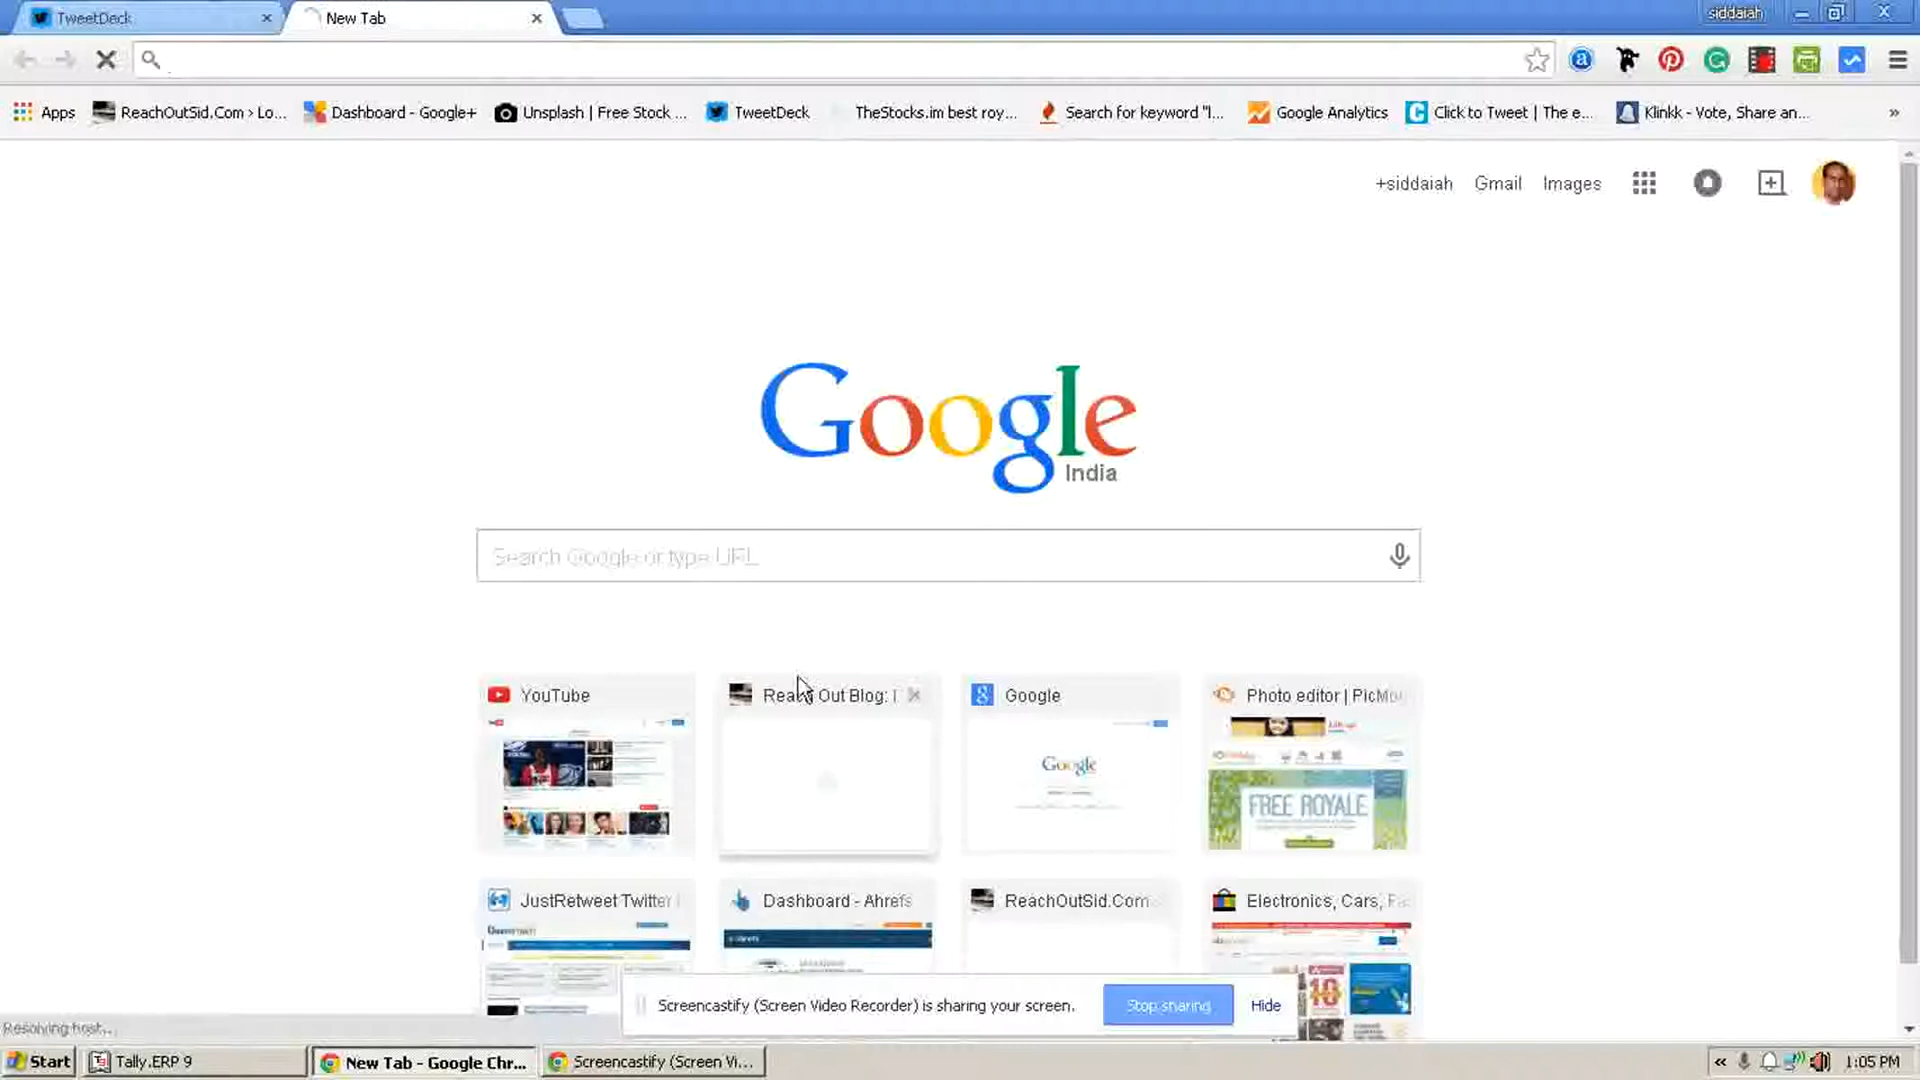 TweetDeck
New Tab
siddaiah
Apps
ReachOutSid.Com › Lo...
Dashboard - Google+
Unsplash | Free Stock ...
TweetDeck
TheStocks.im best roy...
Search for keyword "l...
Google Analytics
Click to Tweet | The e...
Klinkk - Vote, Share an...
»
+siddaiah
Gmail
Images
Google
India
Search Google or type URL
YouTube
Reach Out Blog: I
Google
Photo editor | PicMo
Google
FREE ROYALE
JustRetweet Twitter
Dashboard - Ahrefs
ReachOutSid.Com
Electronics, Cars, Fa
10
Screencastify (Screen Video Recorder) is sharing your screen.
Stop sharing
Hide
Resolving host...
Start
Tally.ERP 9
New Tab - Google Chr...
Screencastify (Screen Vi...
«
1:05 PM